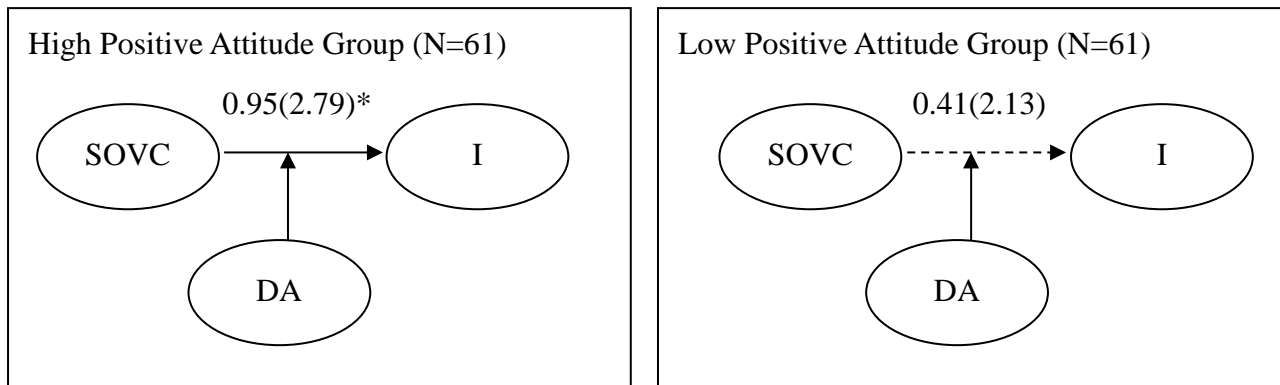 High Positive Attitude Group (N=61)
0.95(2.79)*
SOVC
I
DA
Low Positive Attitude Group (N=61)
0.41(2.13)
SOVC
I
DA